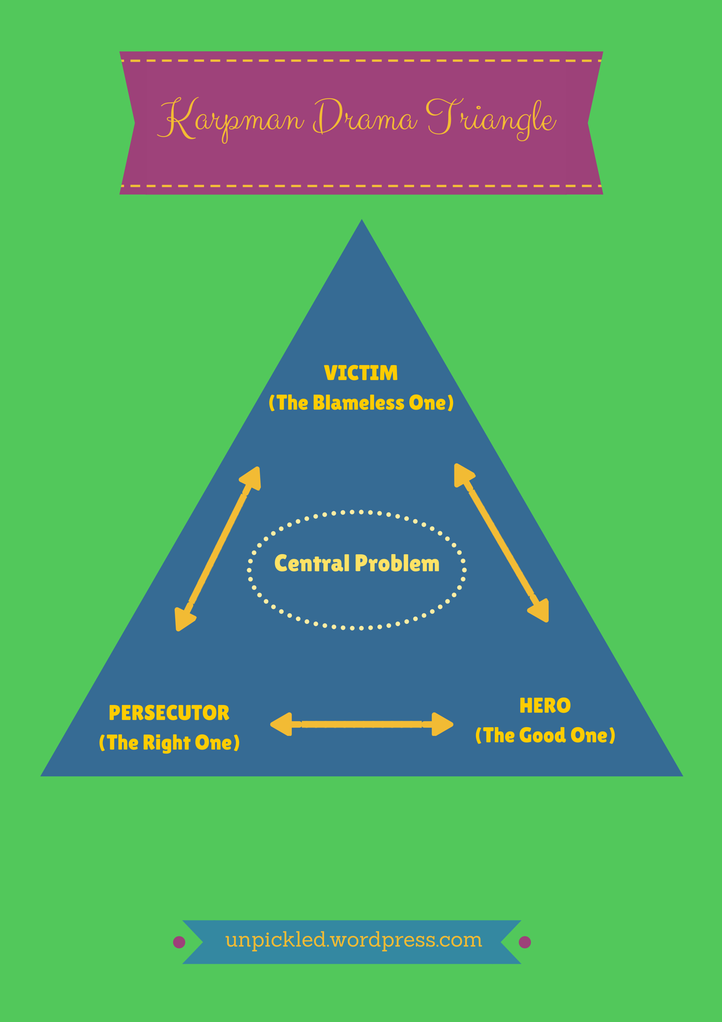 Karpman Drama Triangle
VICTIM
(The Blameless One)
Central Problem
PERSECUTOR
(The Right One)
HERO
(The Good One)
unpickled.wordpress.com